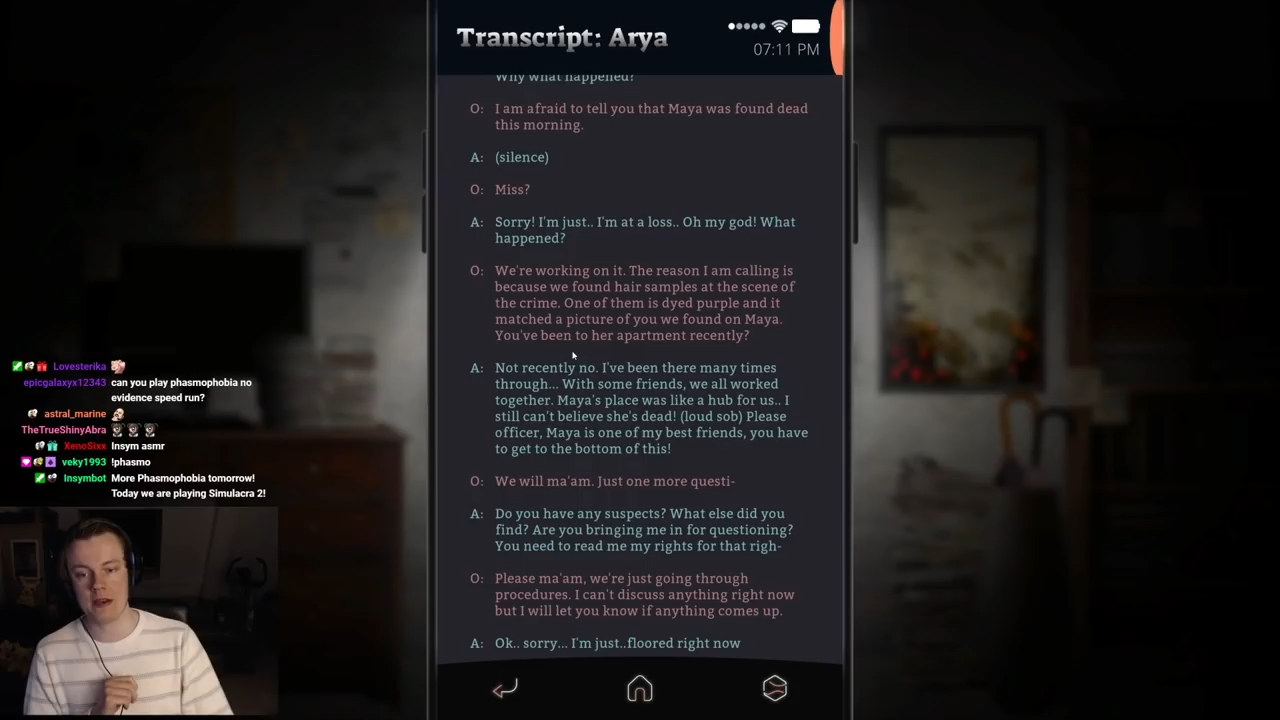 Transcript: Arya
07:11 PM
Why what happened?
O: I am afraid to tell you that Maya was found dead
this morning.
A: (silence)
O: Miss?
A: Sorry! I'm just.. I'm at a loss.. Oh my god! What
happened?
O: We're working on it. The reason I am calling is
because we found hair samples at the scene of
the crime. One of them is dyed purple and it
matched a picture of you we found on Maya.
You've been to her apartment recently?
A: Not recently no. I've been there many times
through... With some friends, we all worked
together. Maya's place was like a hub for us.. I
still can't believe she's dead! (loud sob) Please
officer, Maya is one of my best friends, you have
to get to the bottom of this!
O: We will ma'am. Just one more questi-
A: Do you have any suspects? What else did you
find? Are you bringing me in for questioning?
You need to read me my rights for that righ-
O: Please ma'am, we're just going through
procedures. I can't discuss anything right now
but I will let you know if anything comes up.
A: Ok.. sorry... I'm just..floored right now
Lovesterika
epicgalaxyx12343 can you play phasmophobia no
evidence speed run?
astral_marine
TheTrueShinyAbra
XenoSixx Insym asmr
veky1993 !phasmo
Insymbot More Phasmophobia tomorrow!
Today we are playing Simulacra 2!